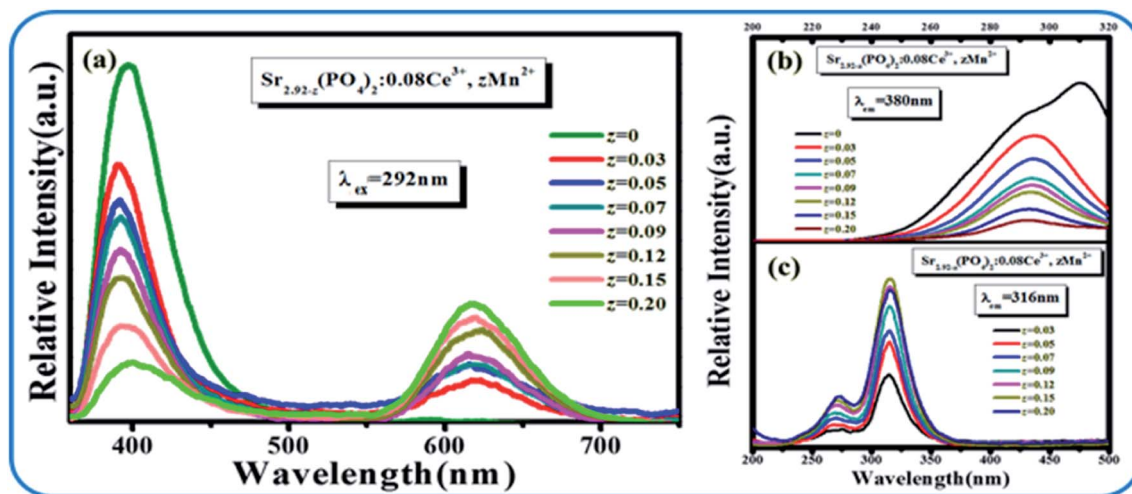 (a)
Sr2.92-z(PO4)2:0.08Ce3+, zMn2+
λex=292nm
z=0
z=0.03
z=0.05
z=0.07
z=0.09
z=0.12
z=0.15
z=0.20
Relative Intensity(a.u.)
400 500 600 700
Wavelength(nm)
200 220 240 260 280 300 320
(b)
Sr2.92-z(PO4)2:0.08Ce3+, zMn2+
λem=380nm
z=0
z=0.03
z=0.05
z=0.07
z=0.09
z=0.12
z=0.15
z=0.20
Relative Intensity(a.u.)
(c)
Sr2.92-z(PO4)2:0.08Ce3+, zMn2+
λem=316nm
z=0.03
z=0.05
z=0.07
z=0.09
z=0.12
z=0.15
z=0.20
200 250 300 350 400 450 500
Wavelength(nm)